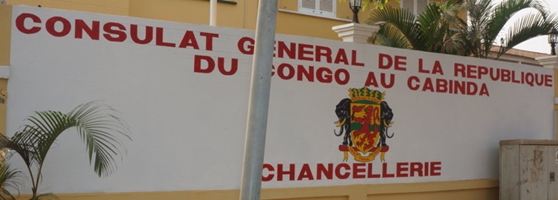 CONSULAT GENERAL DE LA REPUBLIQUE
DU CONGO AU CABINDA
CHANCELLERIE